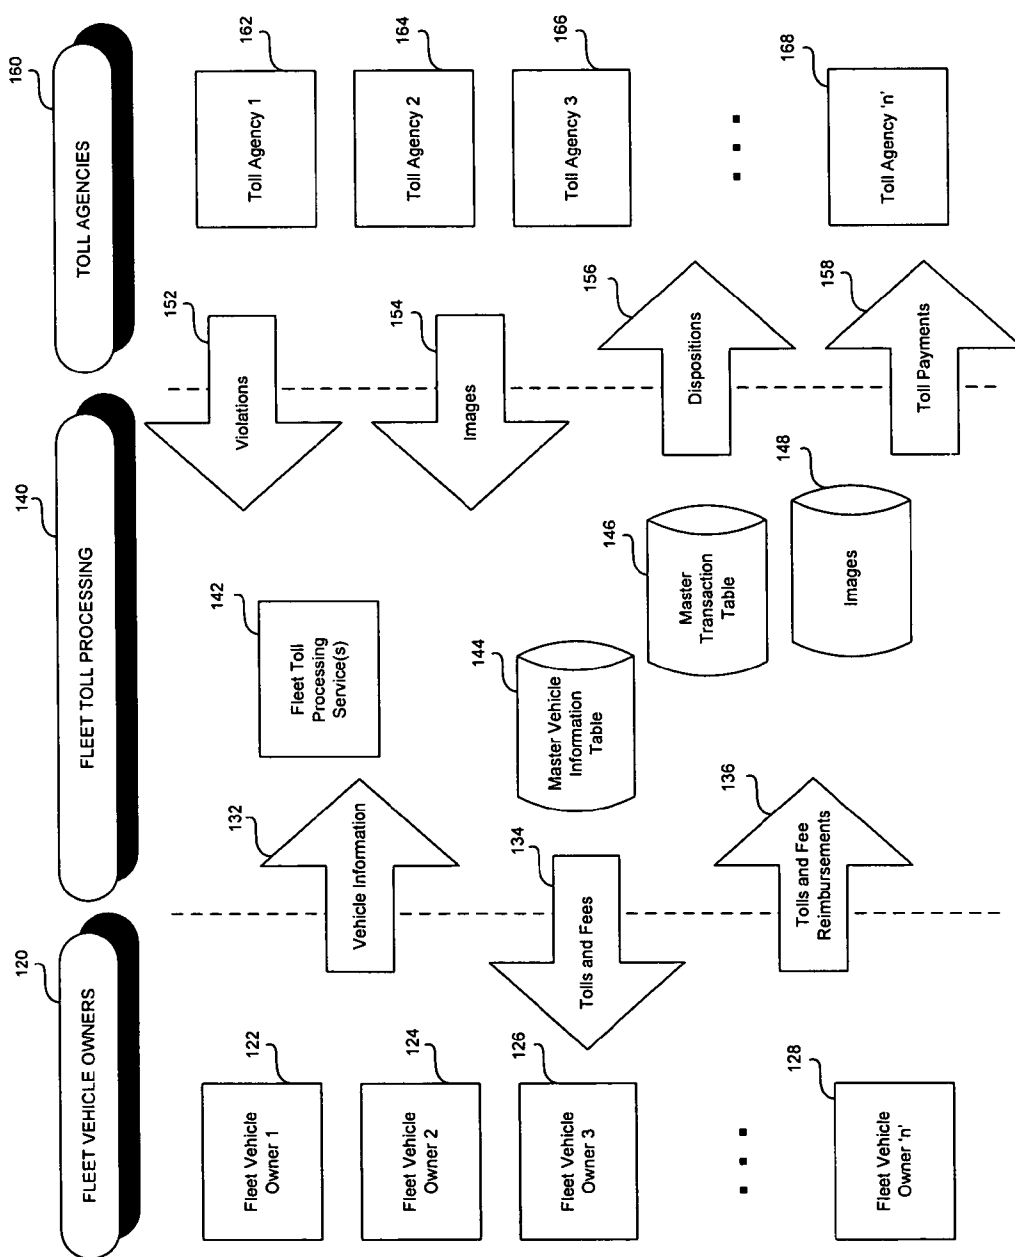 FLEET VEHICLE OWNERS
120
FLEET TOLL PROCESSING
140
TOLL AGENCIES
160
Fleet Vehicle
Owner 1
122
Fleet Vehicle
Owner 2
124
Fleet Vehicle
Owner 3
126
Fleet Vehicle
Owner 'n'
128
Vehicle Information
132
Tolls and Fees
134
Tolls and Fee
Reimbursements
136
Fleet Toll
Processing
Service(s)
142
Master Vehicle
Information
Table
144
Master
Transaction
Table
146
Images
148
Violations
152
Images
154
Dispositions
156
Toll Payments
158
Toll Agency 1
162
Toll Agency 2
164
Toll Agency 3
166
Toll Agency 'n'
168